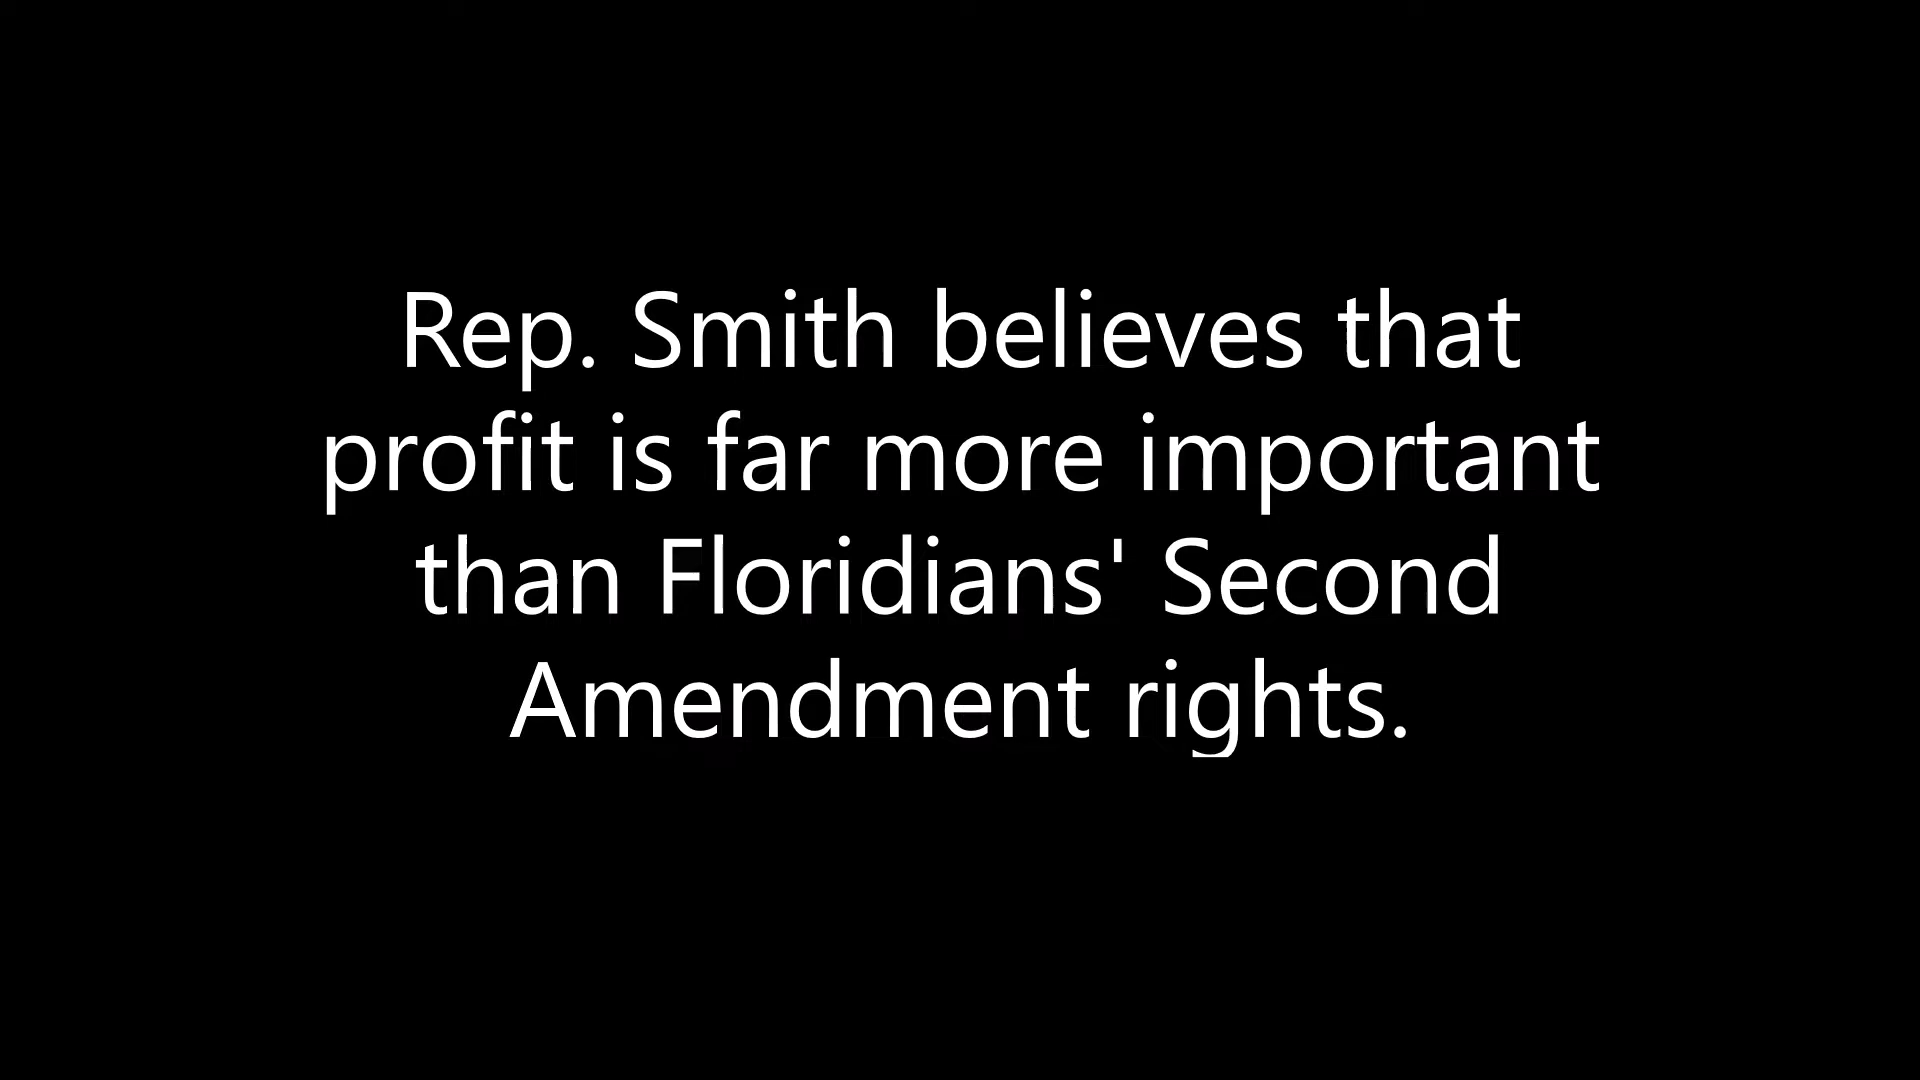 Rep. Smith believes that
profit is far more important
than Floridians' Second
Amendment rights.